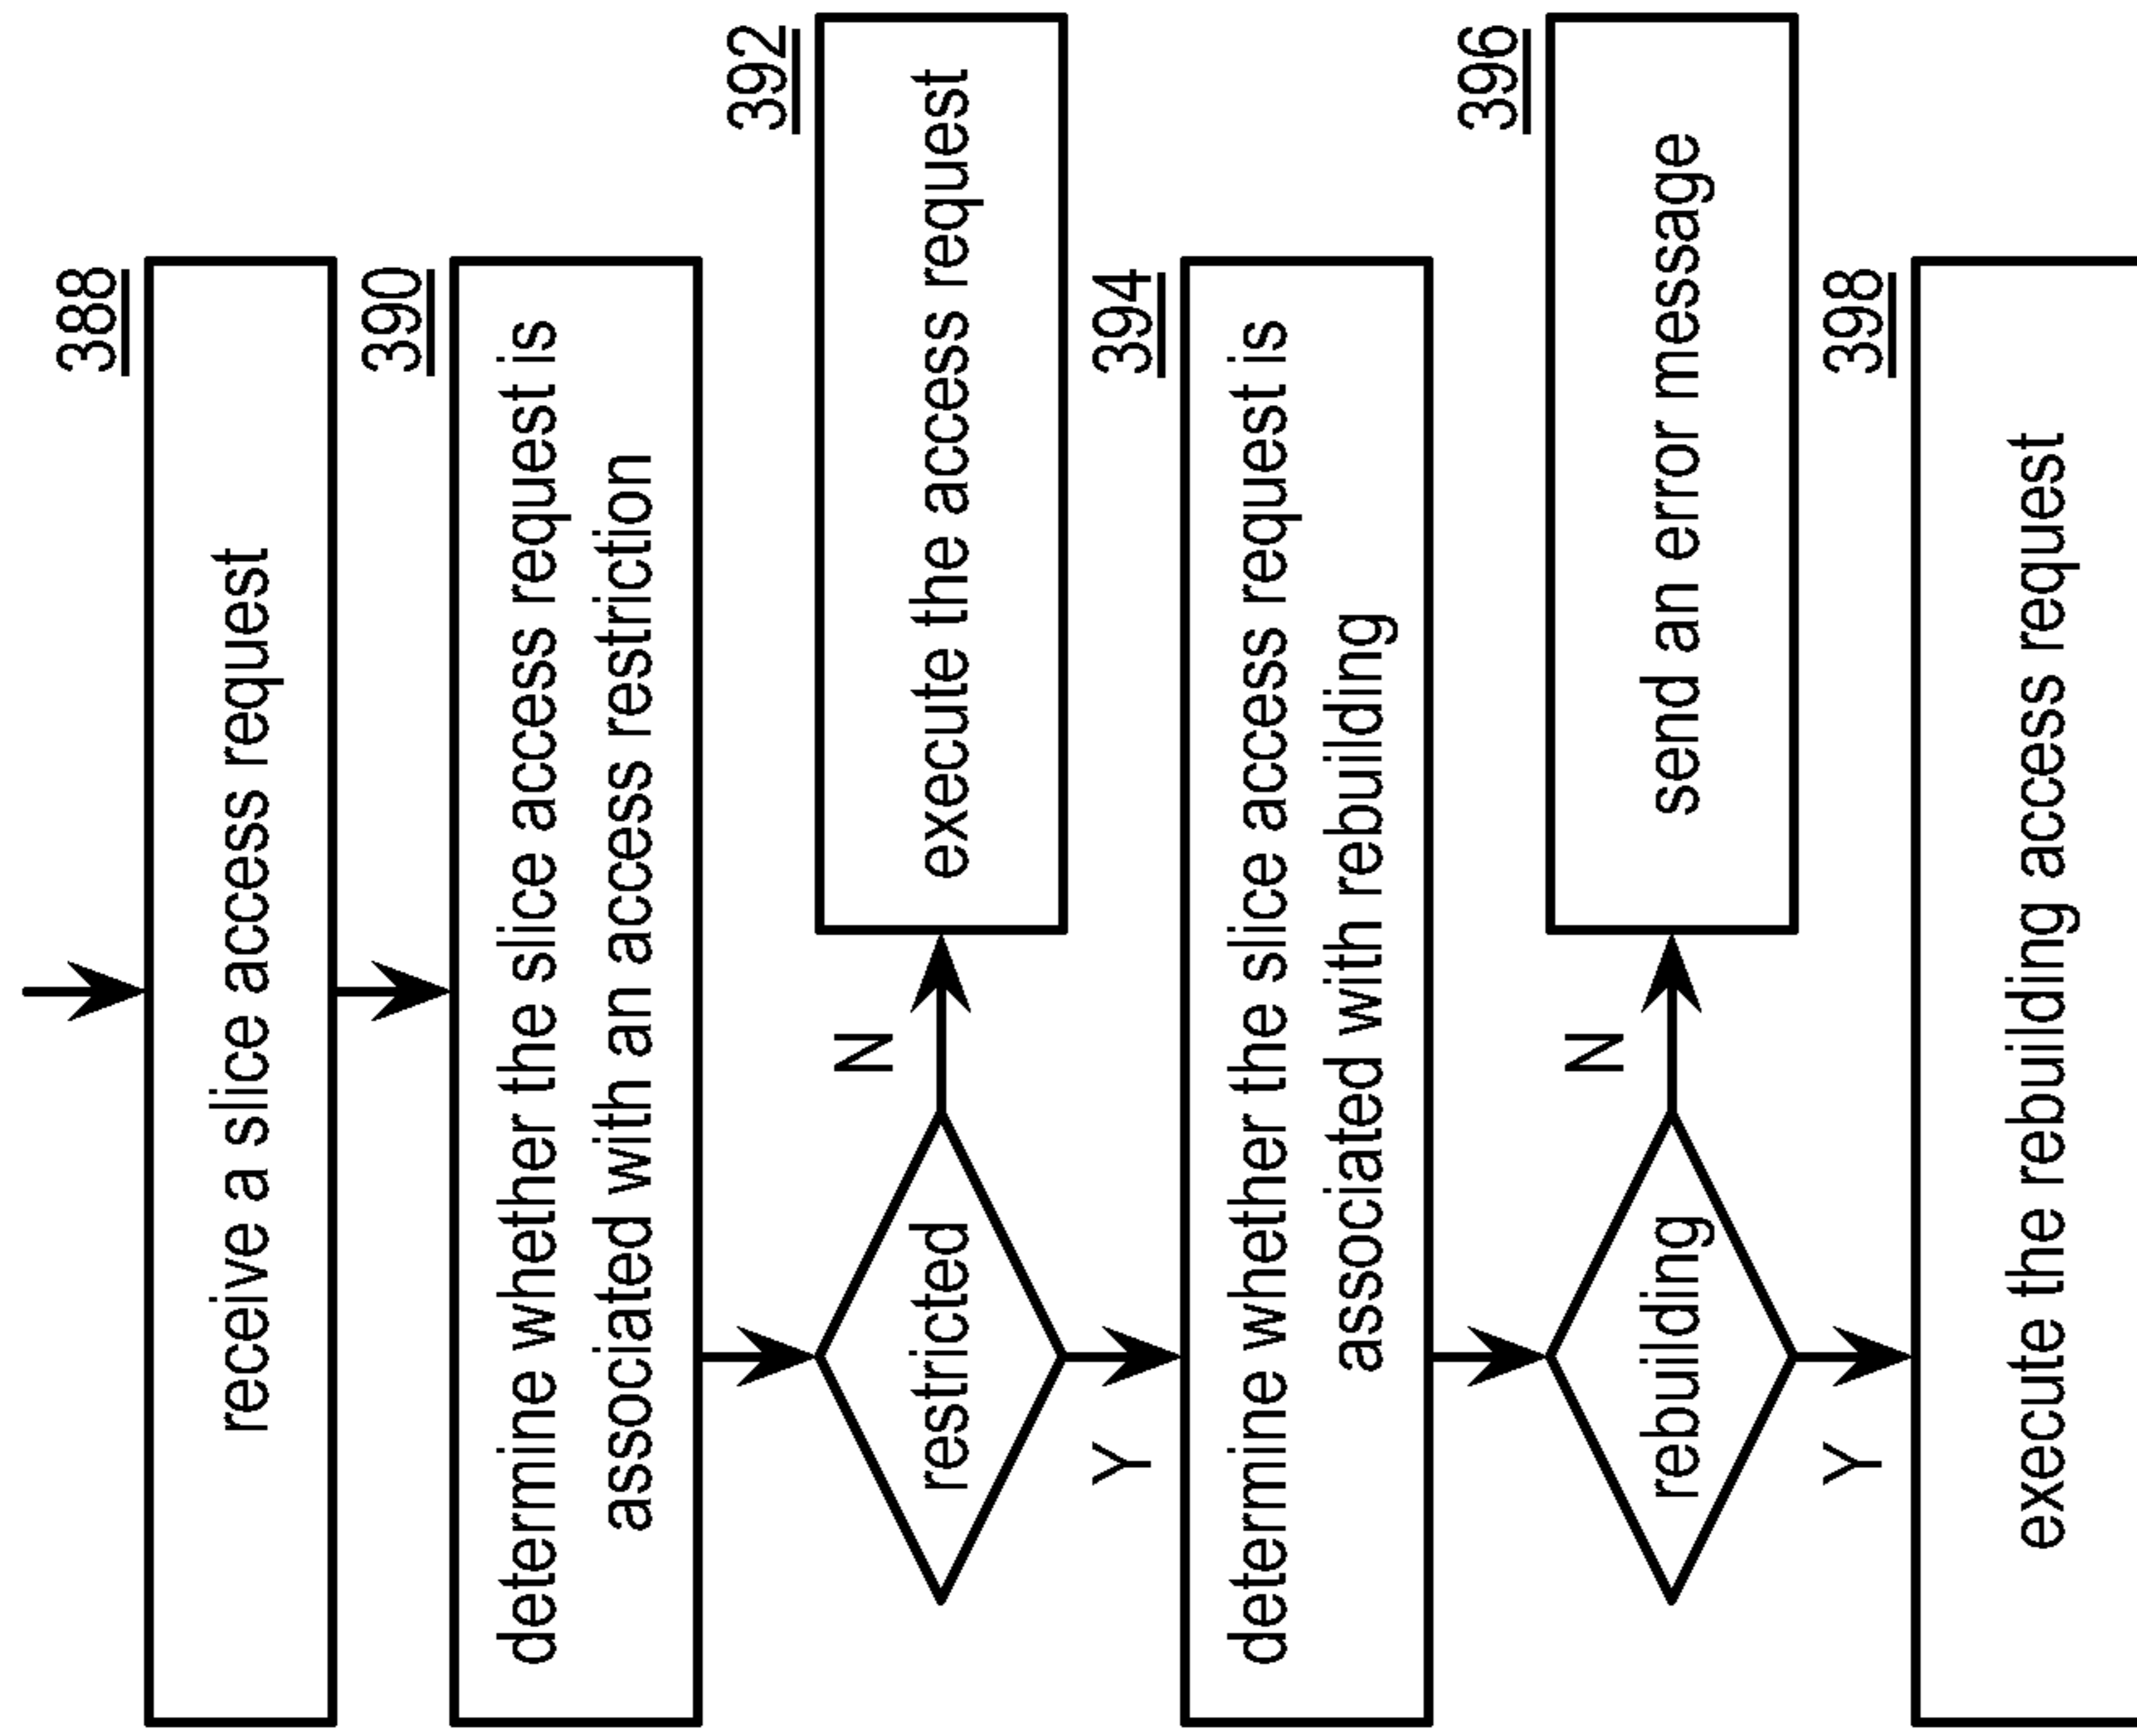 388
receive a slice access request
390
determine whether the slice access request is
associated with an access restriction
restricted
N
392
execute the access request
Y
394
determine whether the slice access request is
associated with rebuilding
rebuilding
N
396
send an error message
Y
398
execute the rebuilding access request